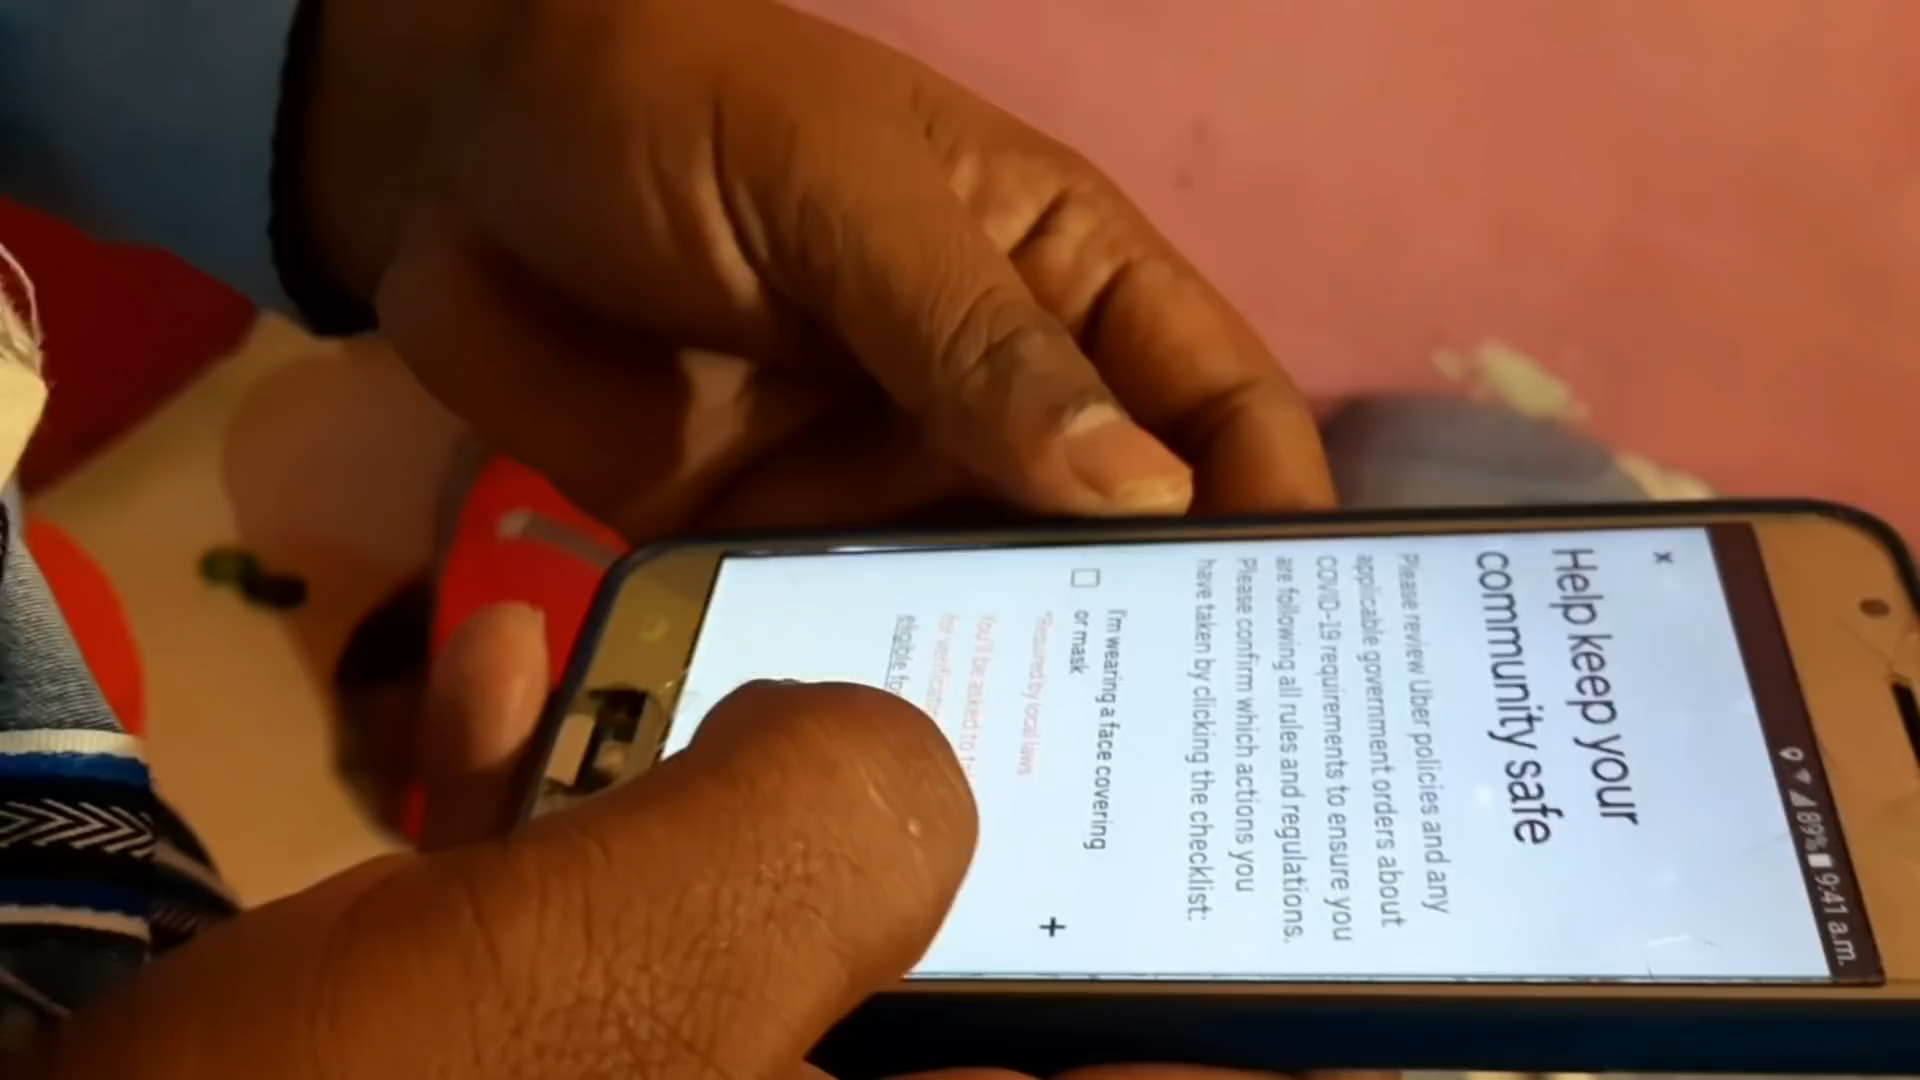 89% 9:41 a.m.
x
Help keep your
community safe
Please review Uber policies and any
applicable government orders about
COVID-19 requirements to ensure you
are following all rules and regulations.
Please confirm which actions you
have taken by clicking the checklist:
I'm wearing a face covering
or mask
+
*Required by local laws
You'll be asked to
for
eligible